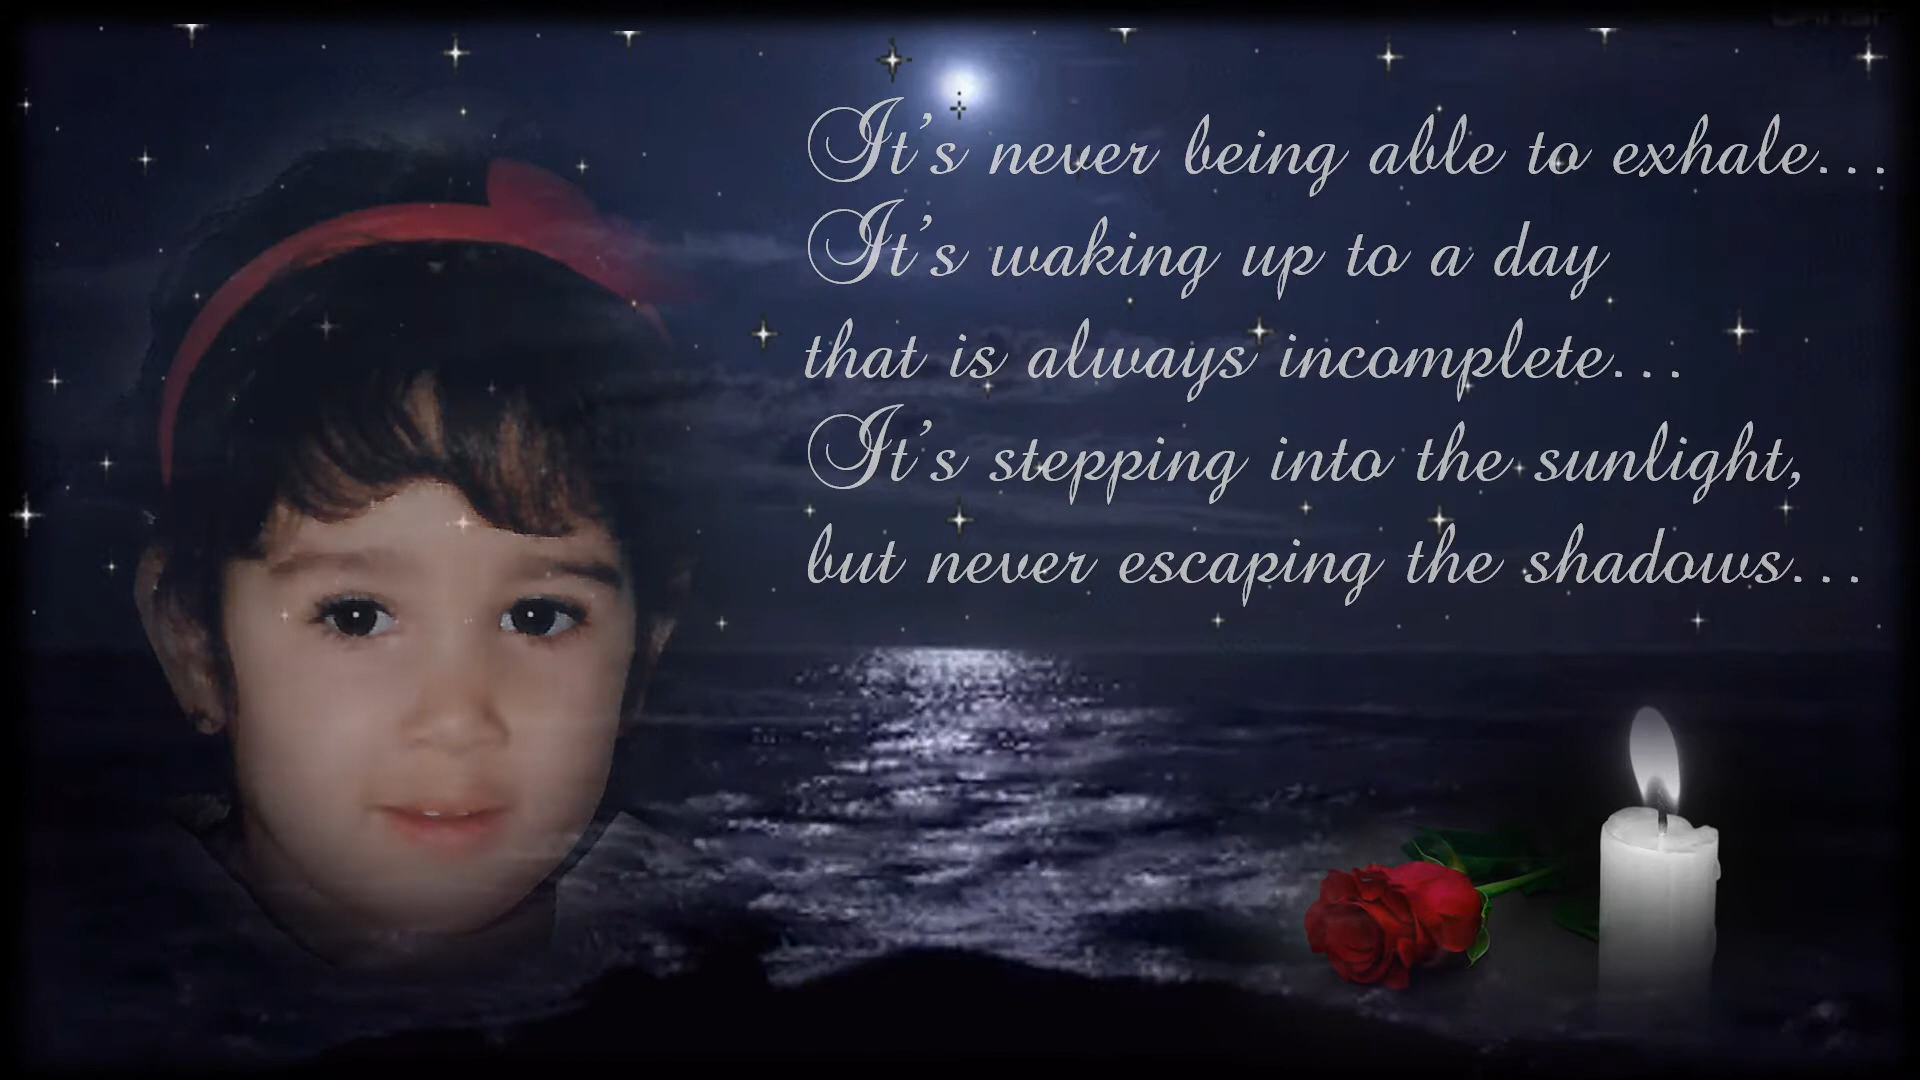 It's never being able to exhale...
It's waking up to a day
that is always incomplete...
It's stepping into the sunlight,
but never escaping the shadows...